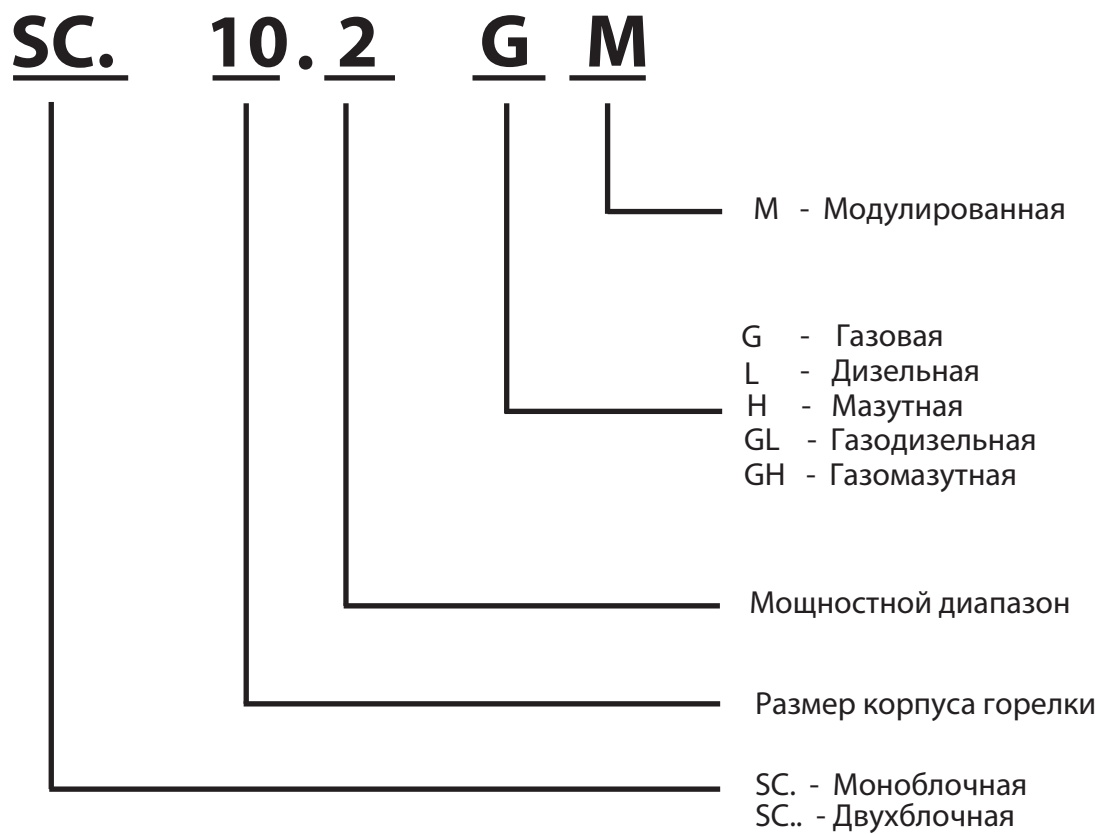 SC. 10.2 G M
M - Модулированная
G - Газовая
L - Дизельная
H - Мазутная
GL - Газодизельная
GH - Газомазутная
Мощностной диапазон
Размер корпуса горелки
SC. - Моноблочная
SC.. - Двухблочная